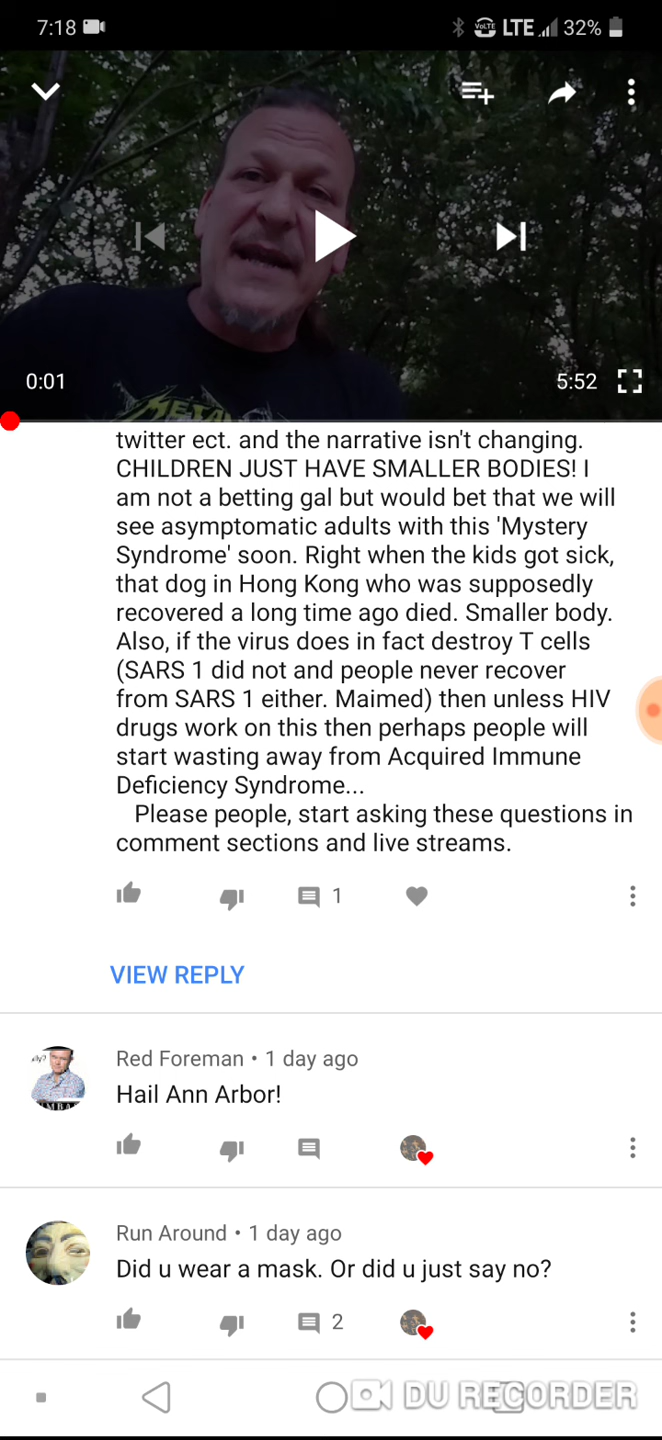 7:18
VoLTE LTE 32%
METAL
0:01
5:52
twitter ect. and the narrative isn't changing.
CHILDREN JUST HAVE SMALLER BODIES! I
am not a betting gal but would bet that we will
see asymptomatic adults with this 'Mystery
Syndrome' soon. Right when the kids got sick,
that dog in Hong Kong who was supposedly
recovered a long time ago died. Smaller body.
Also, if the virus does in fact destroy T cells
(SARS 1 did not and people never recover
from SARS 1 either. Maimed) then unless HIV
drugs work on this then perhaps people will
start wasting away from Acquired Immune
Deficiency Syndrome...
Please people, start asking these questions in
comment sections and live streams.
1
VIEW REPLY
Red Foreman • 1 day ago
Hail Ann Arbor!
Run Around • 1 day ago
Did u wear a mask. Or did u just say no?
2
DU RECORDER